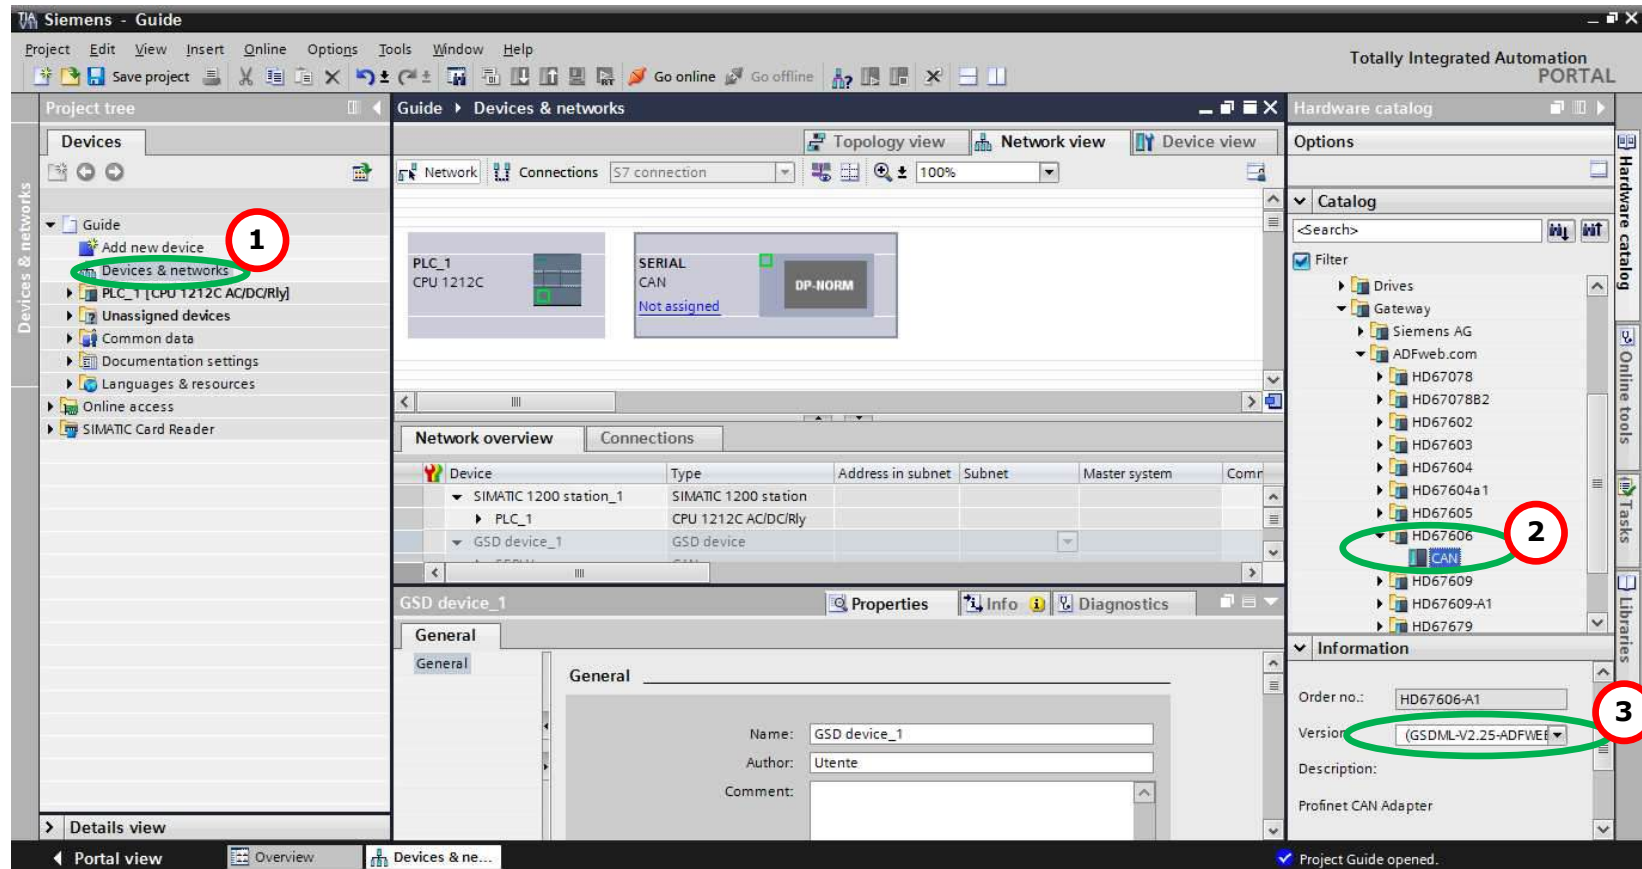 Siemens - Guide
Project Edit View Insert Online Options Tools Window Help
Totally Integrated Automation
PORTAL
Save project
Go online
Go offline
Project tree
Devices
Guide
Add new device
Devices & networks
PLC_1 [CPU 1212C AC/DC/Rly]
Unassigned devices
Common data
Documentation settings
Languages & resources
Online access
SIMATIC Card Reader
1
Devices & networks
Details view
Guide Devices & networks
Topology view Network view Device view
Network Connections S7 connection 100%
PLC_1
CPU 1212C
SERIAL
CAN
Not assigned
DP-NORM
Network overview Connections
Device Type Address in subnet Subnet Master system
SIMATIC 1200 station_1 SIMATIC 1200 station
PLC_1 CPU 1212C AC/DC/Rly
GSD device_1 GSD device
GSD device_1
Properties Info Diagnostics
General
General
General
Name: GSD device_1
Author: Utente
Comment:
Hardware catalog
Options
Catalog
<Search>
Filter
Drives
Gateway
Siemens AG
ADFweb.com
HD67078
HD67078B2
HD67602
HD67603
HD67604
HD67604a1
HD67605
HD67606
CAN
HD67609
HD67609-A1
HD67679
2
Information
Order no.: HD67606-A1
Version (GSDML-V2.25-ADFWEB
3
Description:
Profinet CAN Adapter
Hardware catalog
Online tools
Tasks
Libraries
Portal view
Overview
Devices & ne...
Project Guide opened.